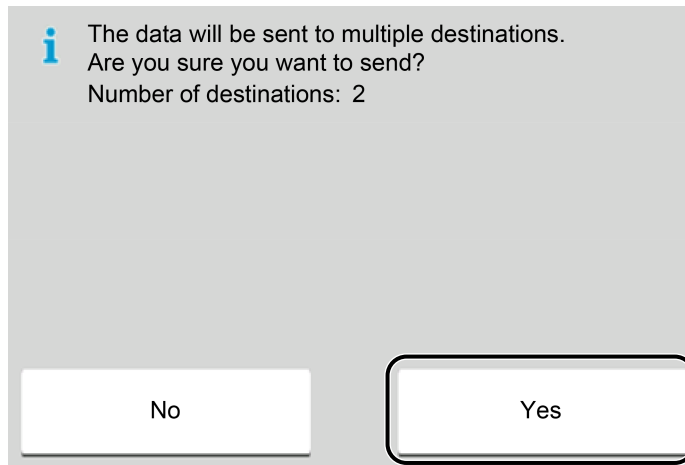 The data will be sent to multiple destinations.
Are you sure you want to send?
Number of destinations: 2
No
Yes